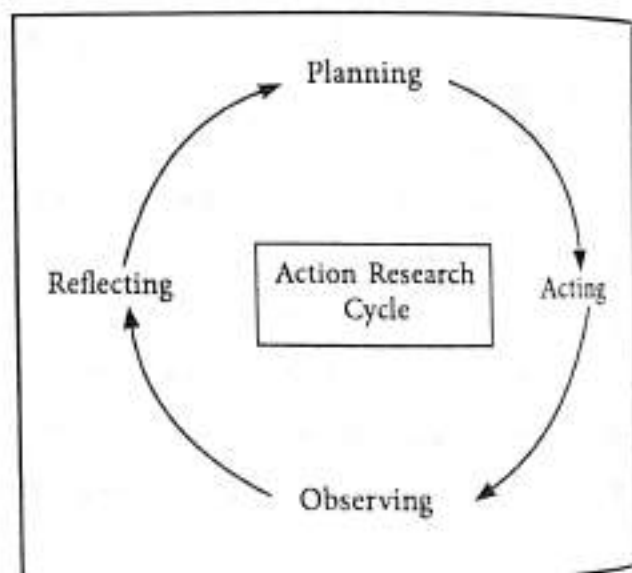 Planning
Reflecting
Action Research
Cycle
Acting
Observing